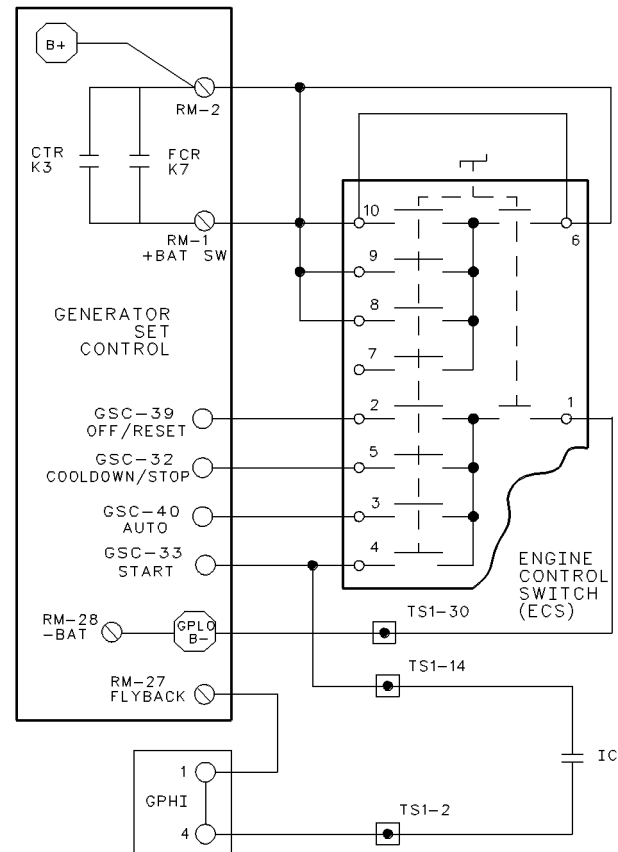 B+
RM-2
CTR
K3
FCR
K7
RM-1
+BAT SW
10
6
9
8
7
GENERATOR
SET
CONTROL
GSC-39
OFF/RESET
2
1
GSC-32
COOLDOWN/STOP
5
GSC-40
AUTO
3
GSC-33
START
4
ENGINE
CONTROL
SWITCH
(ECS)
RM-28
-BAT
GPLO
B-
TS1-30
TS1-14
RM-27
FLYBACK
IC
1
GPHI
4
TS1-2